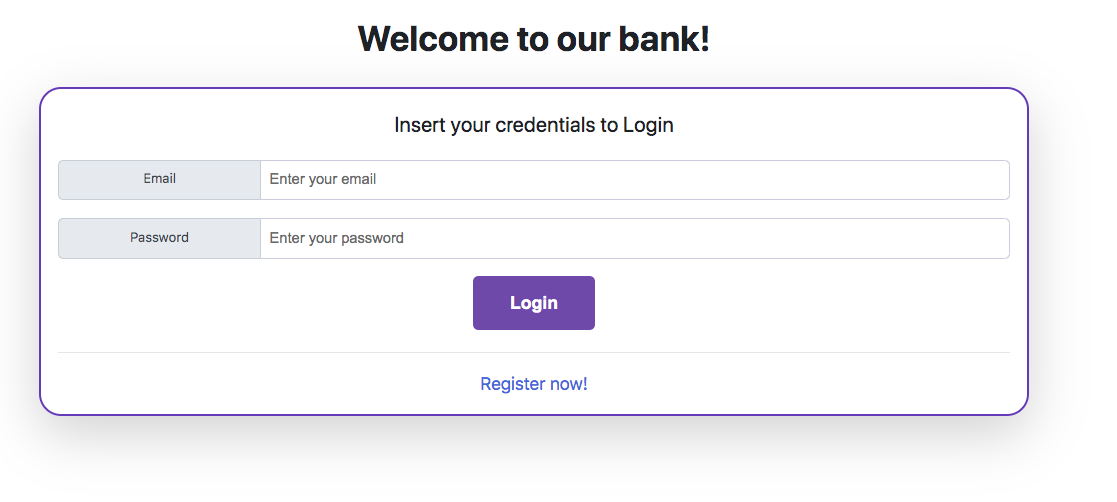 Welcome to our bank!
Insert your credentials to Login
Email Enter your email
Password Enter your password
Login
Register now!